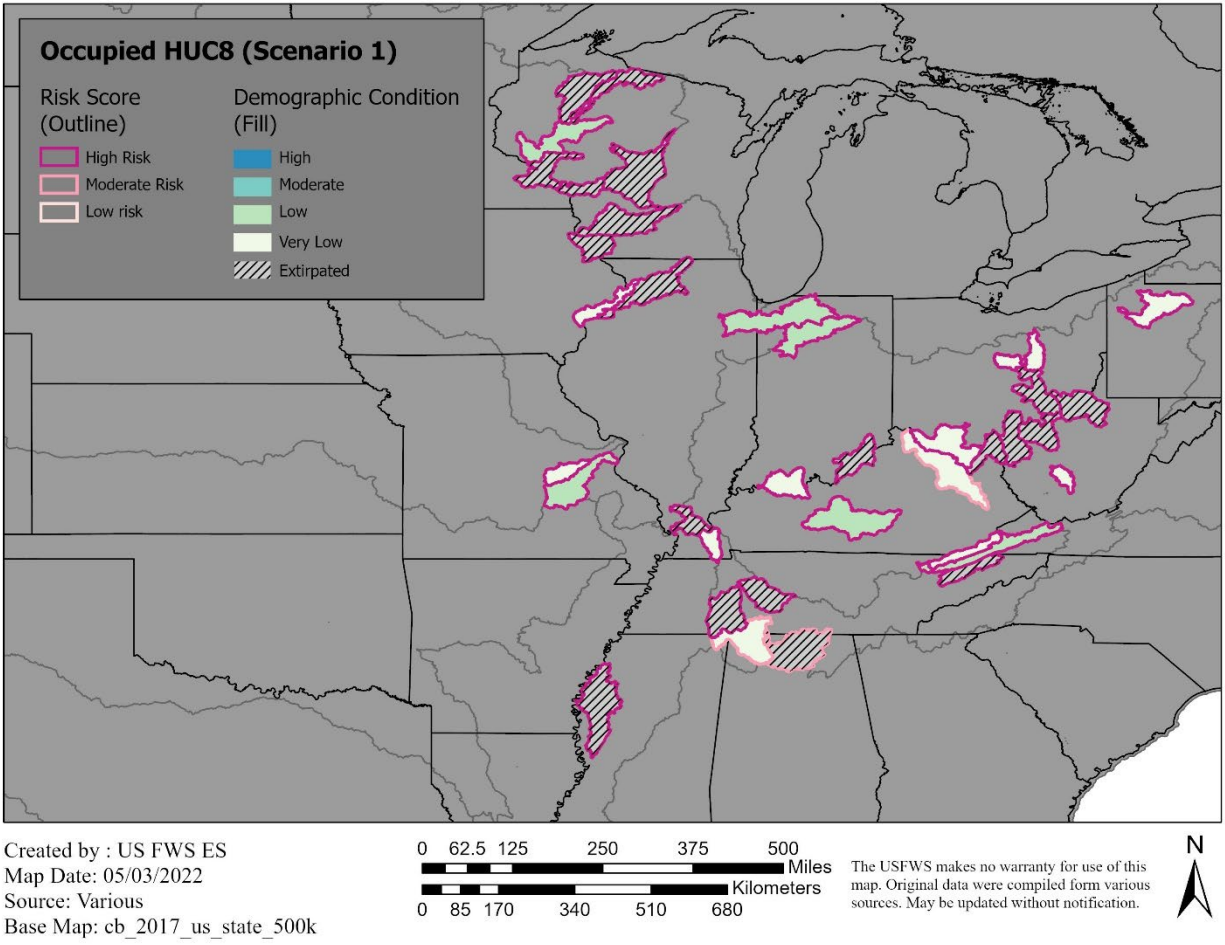 Occupied HUC8 (Scenario 1)
Risk Score
(Outline)
High Risk
Moderate Risk
Low risk
Demographic Condition
(Fill)
High
Moderate
Low
Very Low
Extirpated
Created by : US FWS ES
Map Date: 05/03/2022
Source: Various
Base Map: cb_2017_us_state_500k
0 62.5 125 250 375 500
Miles
Kilometers
0 85 170 340 510 680
The USFWS makes no warranty for use of this
map. Original data were compiled form various
sources. May be updated without notification.
N